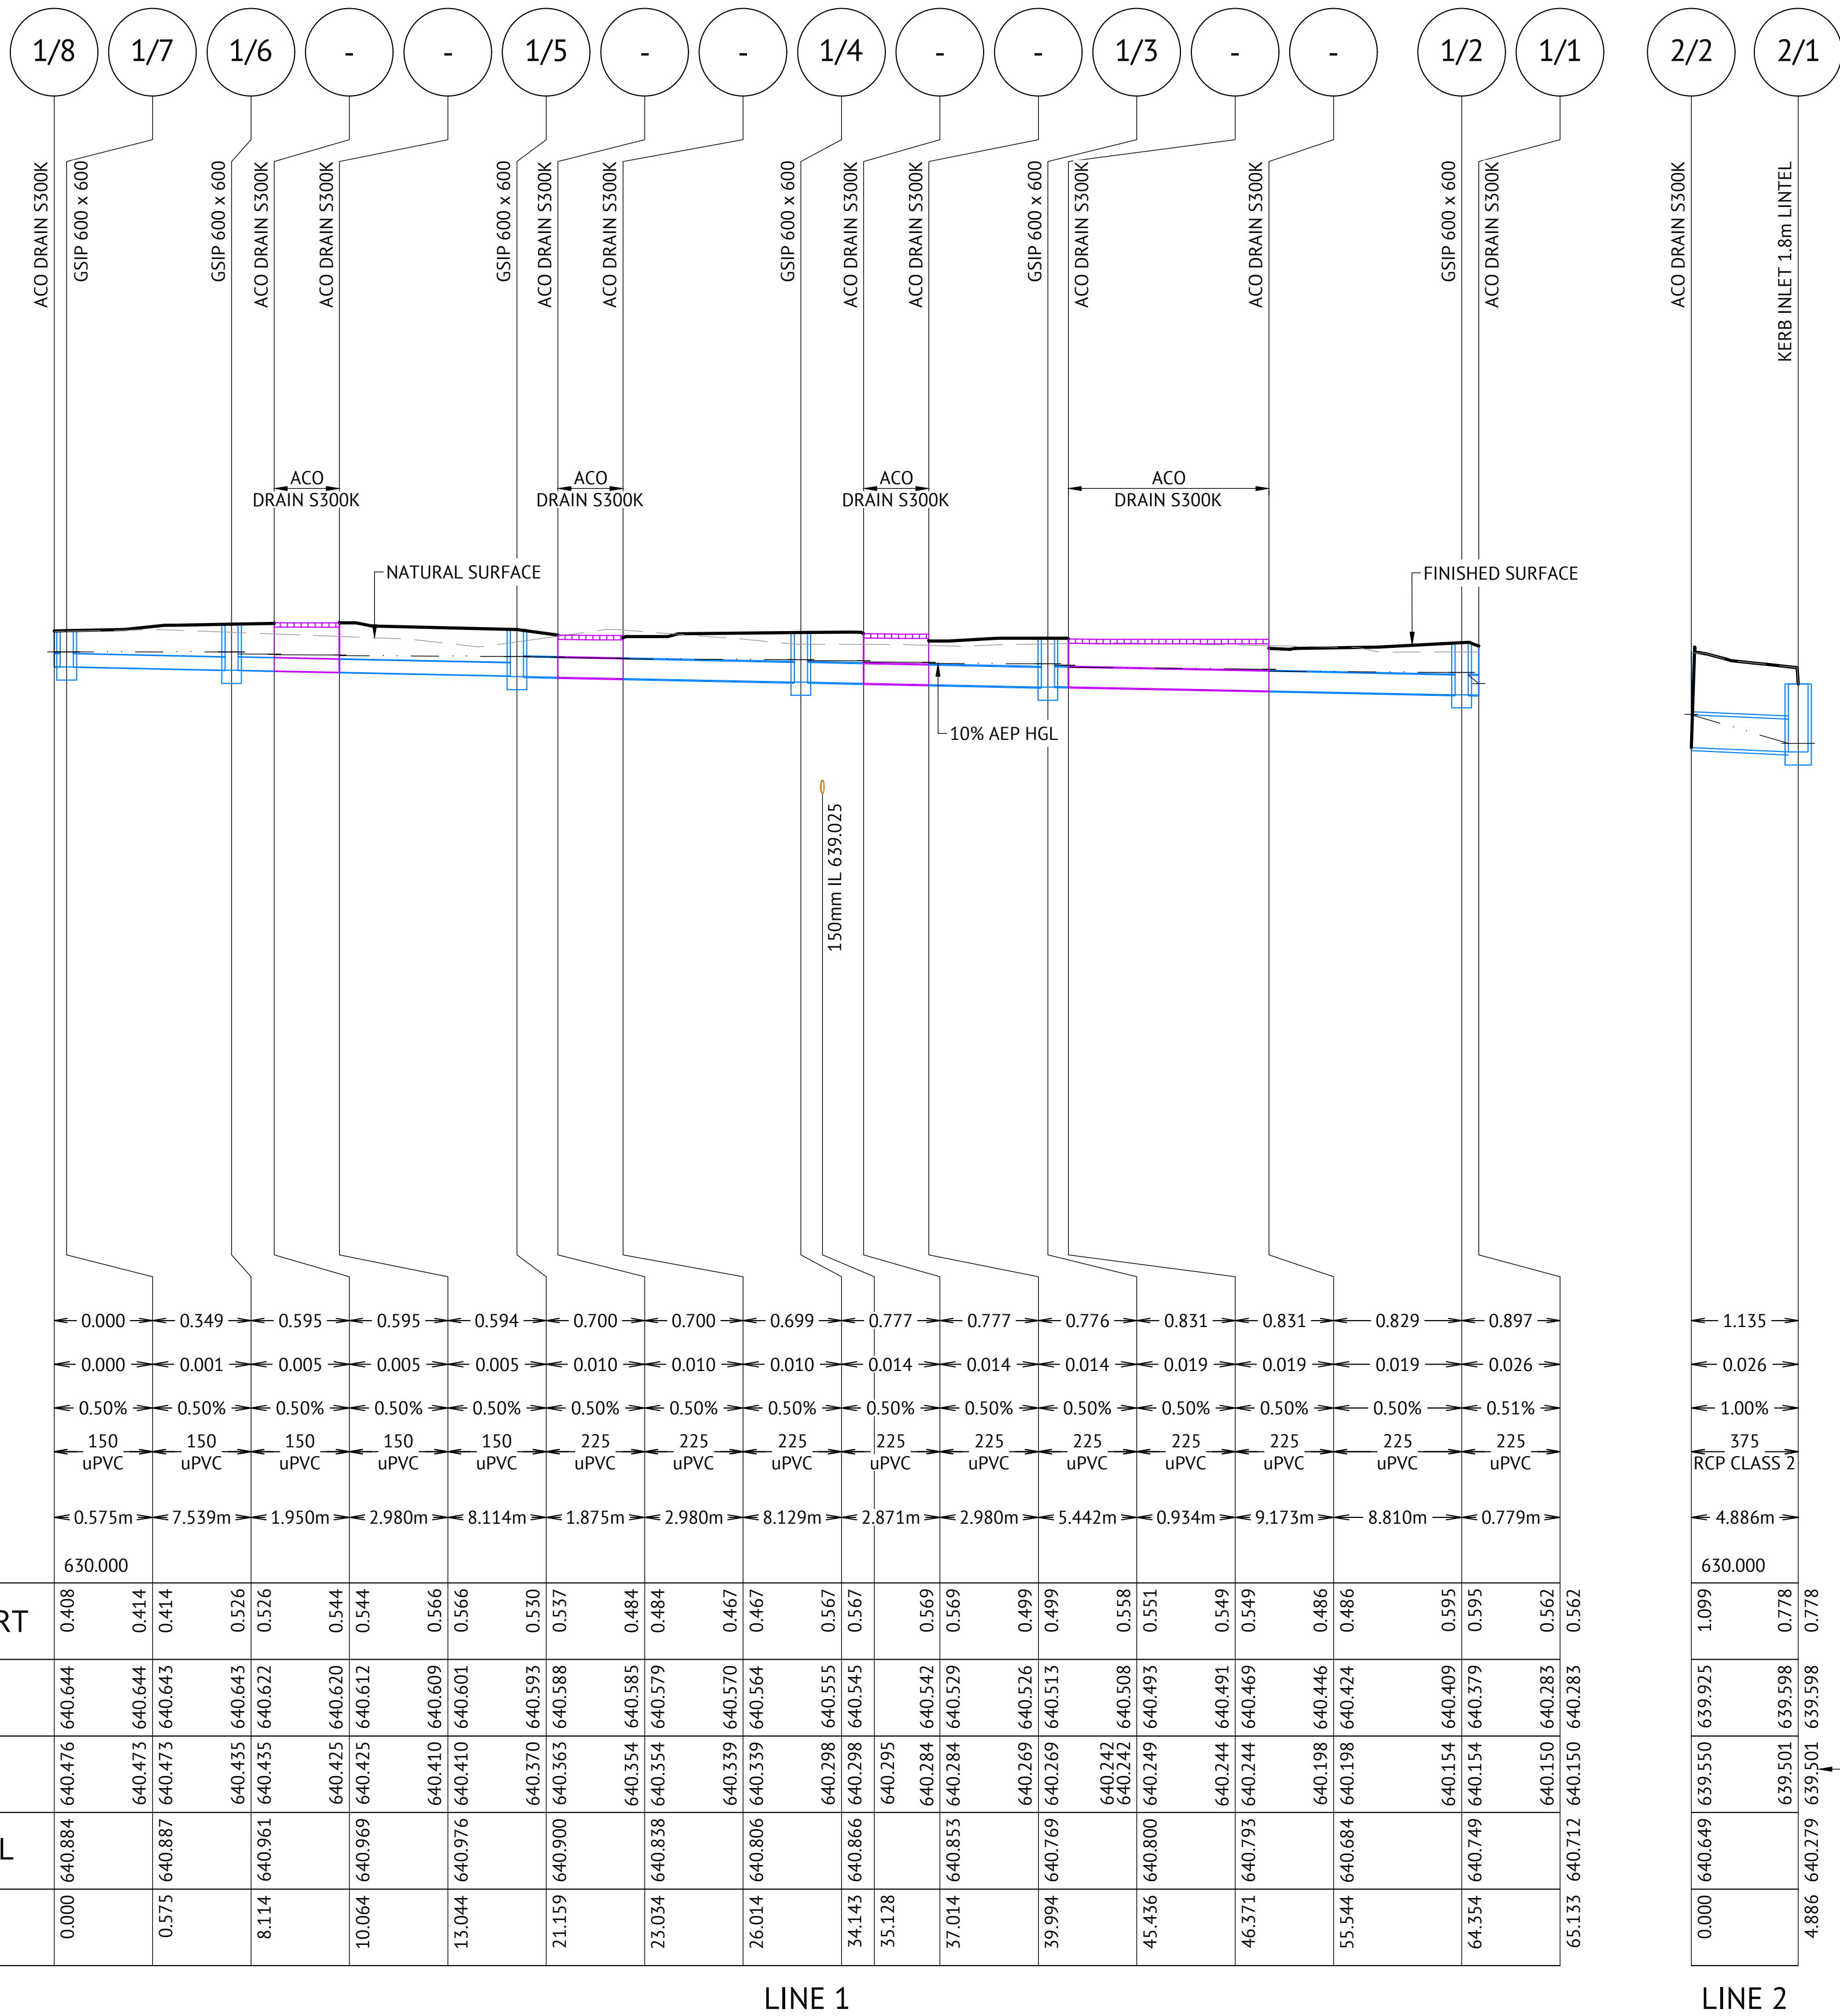 1/8 1/7 1/6 - - 1/5 - - 1/4 - - 1/3 - - 1/2 1/1 2/2 2/1
ACO DRAIN S300K
GSIP 600 x 600
GSIP 600 x 600
ACO DRAIN S300K
ACO DRAIN S300K
GSIP 600 x 600
ACO DRAIN S300K
ACO DRAIN S300K
GSIP 600 x 600
ACO DRAIN S300K
ACO DRAIN S300K
GSIP 600 x 600
ACO DRAIN S300K
ACO DRAIN S300K
GSIP 600 x 600
ACO DRAIN S300K
ACO DRAIN S300K
KERB INLET 1.8m LINTEL
ACO
DRAIN S300K
ACO
DRAIN S300K
ACO
DRAIN S300K
ACO
DRAIN S300K
NATURAL SURFACE
FINISHED SURFACE
10% AEP HGL
150mm IL 639.025
0.000 0.349 0.595 0.595 0.594 0.700 0.700 0.699 0.777 0.777 0.776 0.831 0.831 0.829 0.897 1.135
0.000 0.001 0.005 0.005 0.005 0.010 0.010 0.010 0.014 0.014 0.014 0.019 0.019 0.019 0.026 0.026
0.50% 0.50% 0.50% 0.50% 0.50% 0.50% 0.50% 0.50% 0.50% 0.50% 0.50% 0.50% 0.50% 0.50% 0.51% 1.00%
150 150 150 150 150 225 225 225 225 225 225 225 225 225 225 375
uPVC uPVC uPVC uPVC uPVC uPVC uPVC uPVC uPVC uPVC uPVC uPVC uPVC uPVC uPVC RCP CLASS 2
0.575m 7.539m 1.950m 2.980m 8.114m 1.875m 2.980m 8.129m 2.871m 2.980m 5.442m 0.934m 9.173m 8.810m 0.779m 4.886m
630.000 630.000
RT 0.408 0.414 0.414 0.526 0.526 0.544 0.544 0.566 0.566 0.530 0.537 0.484 0.484 0.467 0.467 0.567 0.567 0.569 0.569 0.499 0.499 0.558 0.551 0.549 0.549 0.486 0.486 0.595 0.595 0.562 0.562 1.099 0.778 0.778
640.644 640.644 640.643 640.643 640.622 640.620 640.612 640.609 640.601 640.593 640.588 640.585 640.579 640.570 640.564 640.555 640.545 640.542 640.529 640.526 640.513 640.508 640.493 640.491 640.469 640.446 640.424 640.409 640.379 640.283 640.283 639.925 639.598 639.598
640.476 640.473 640.473 640.435 640.435 640.425 640.425 640.410 640.410 640.370 640.363 640.354 640.354 640.339 640.339 640.298 640.298 640.295 640.284 640.284 640.269 640.269 640.242 640.242 640.249 640.244 640.244 640.198 640.198 640.154 640.154 640.150 640.150 639.550 639.501 639.501
L 640.884 640.887 640.961 640.969 640.976 640.900 640.838 640.806 640.866 640.853 640.769 640.800 640.793 640.684 640.749 640.712 640.649 640.279
0.000 0.575 8.114 10.064 13.044 21.159 23.034 26.014 34.143 35.128 37.014 39.994 45.436 46.371 55.544 64.354 65.133 0.000 4.886
LINE 1 LINE 2